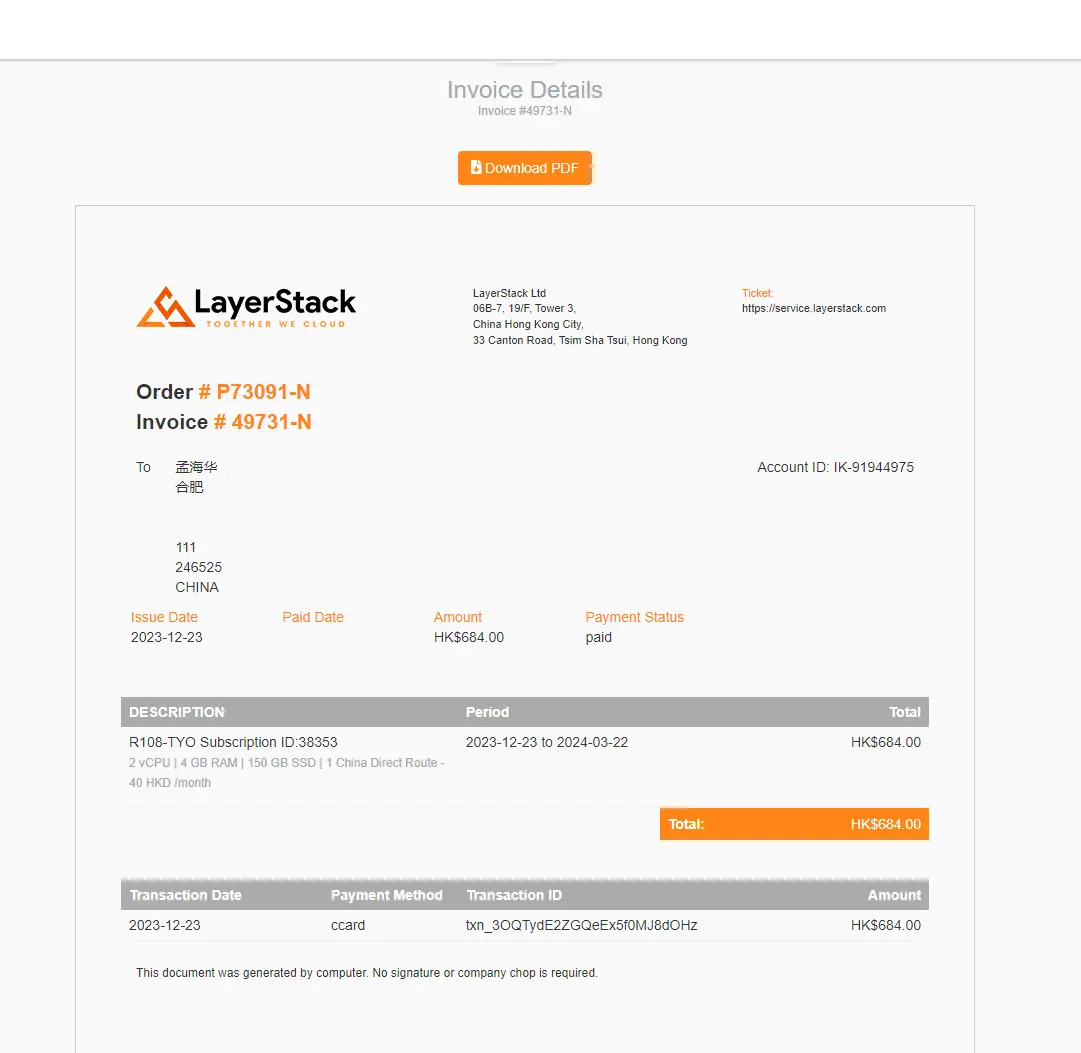 Invoice Details
Invoice #49731-N
Download PDF
LayerStack
TOGETHER WE CLOUD
LayerStack Ltd
06B-7, 19/F, Tower 3,
China Hong Kong City,
33 Canton Road, Tsim Sha Tsui, Hong Kong
Ticket:
https://service.layerstack.com
Order # P73091-N
Invoice # 49731-N
To 孟海华
合肥
111
246525
CHINA
Account ID: IK-91944975
Issue Date Paid Date Amount Payment Status
2023-12-23 HK$684.00 paid
DESCRIPTION Period Total
R108-TYO Subscription ID:38353 2023-12-23 to 2024-03-22 HK$684.00
2 vCPU | 4 GB RAM | 150 GB SSD | 1 China Direct Route -
40 HKD /month
Total: HK$684.00
Transaction Date Payment Method Transaction ID Amount
2023-12-23 ccard txn_3OQTydE2ZGQeEx5f0MJ8dOHz HK$684.00
This document was generated by computer. No signature or company chop is required.